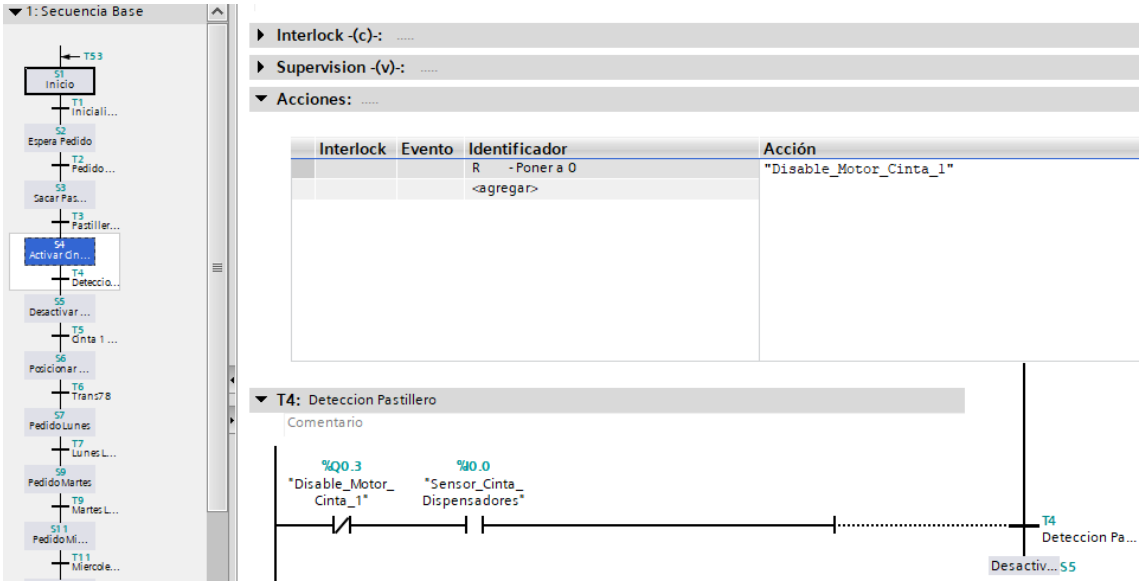 1: Secuencia Base
T53
S1
Inicio
T1
Iniciali...
S2
Espera Pedido
T2
Pedido...
S3
Sacar Pas...
T3
Pastiller...
S4
Activar Cin...
T4
Deteccio...
S5
Desactivar ...
T5
Cinta 1 ...
S6
Posicionar ...
T6
Trans78
S7
Pedido Lunes
T7
Lunes L...
S9
Pedido Martes
T9
Martes L...
S11
Pedido Mi...
T11
Miercole...
Interlock -(c)-: .....
Supervision -(v)-: .....
Acciones: .....
Interlock Evento Identificador Acción
R - Poner a 0 "Disable_Motor_Cinta_1"
<agregar>
T4: Deteccion Pastillero
Comentario
%Q0.3 %I0.0
"Disable_Motor_ "Sensor_Cinta_
Cinta_1" Dispensadores"
T4
Deteccion Pa...
Desactiv... S5